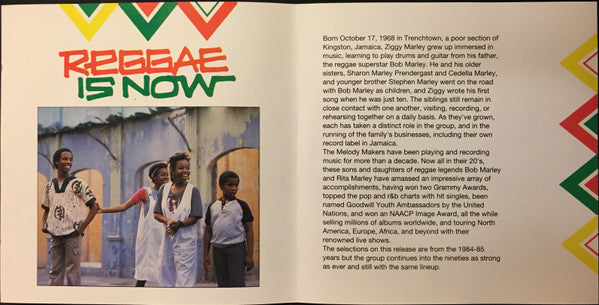 REGGAE
IS NOW
Born October 17, 1968 in Trenchtown, a poor section of
Kingston, Jamaica, Ziggy Marley grew up immersed in
music, learning to play drums and guitar from his father,
the reggae superstar Bob Marley. He and his older
sisters, Sharon Marley Prendergast and Cedella Marley,
and younger brother Stephen Marley went on the road
with Bob Marley as children, and Ziggy wrote his first
song when he was just ten. The siblings still remain in
close contact with one another, visiting, recording, or
rehearsing together on a daily basis. As they've grown,
each has taken a distinct role in the group, and in the
running of the family's businesses, including their own
record label in Jamaica.
The Melody Makers have been playing and recording
music for more than a decade. Now all in their 20's,
these sons and daughters of reggae legends Bob Marley
and Rita Marley have amassed an impressive array of
accomplishments, having won two Grammy Awards,
topped the pop and r&b charts with hit singles, been
named Goodwill Youth Ambassadors by the United
Nations, and won an NAACP Image Award, all the while
selling millions of albums worldwide, and touring North
America, Europe, Africa, and beyond with their
renowned live shows.
The selections on this release are from the 1984-85
years but the group continues into the nineties as strong
as ever and still with the same lineup.